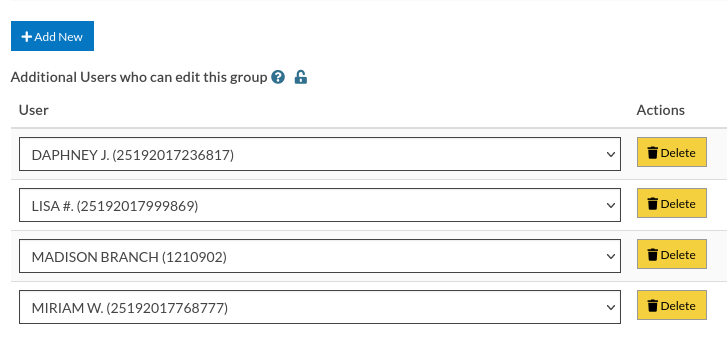 Add New
Additional Users who can edit this group
User Actions
DAPHNEY J. (25192017236817) Delete
LISA #. (25192017999869) Delete
MADISON BRANCH (1210902) Delete
MIRIAM W. (25192017768777) Delete